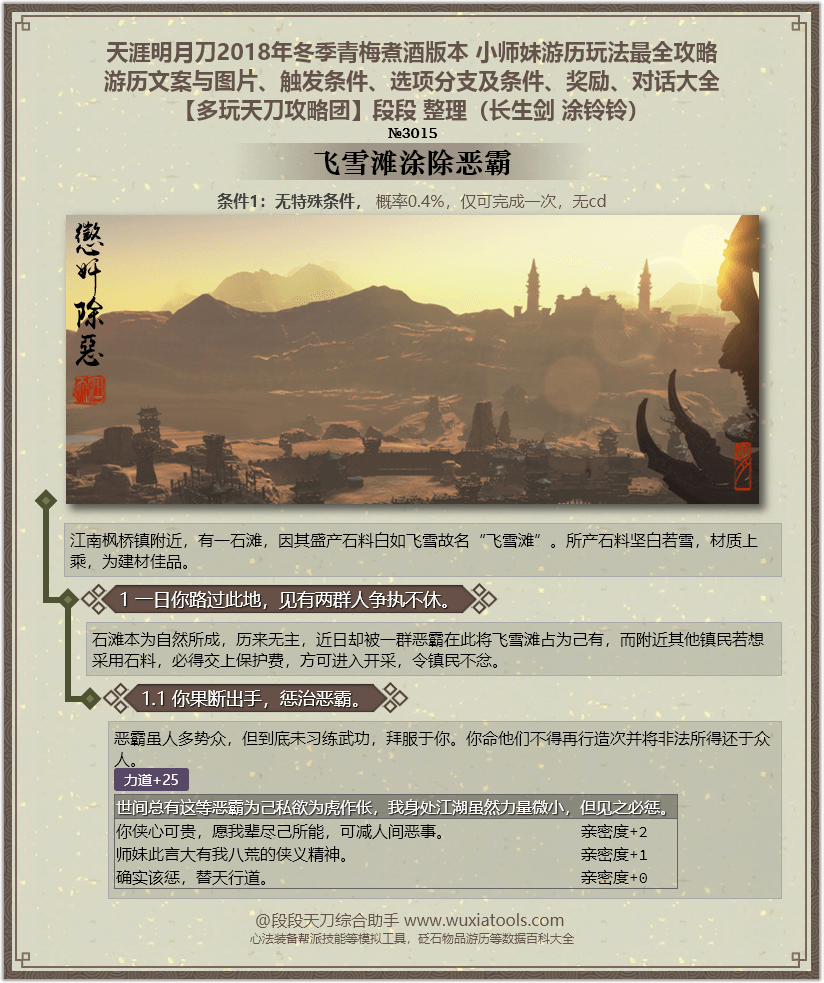 天涯明月刀2018年冬季青梅煮酒版本 小师妹游历玩法最全攻略
游历文案与图片、触发条件、选项分支及条件、奖励、对话大全
【多玩天刀攻略团】段段 整理（长生剑 涂铃铃）
№3015
飞雪滩涂除恶霸
条件1：无特殊条件， 概率0.4%，仅可完成一次，无cd
懲奸除惡
江南枫桥镇附近，有一石滩，因其盛产石料白如飞雪故名“飞雪滩”。所产石料坚白若雪，材质上
乘，为建材佳品。
1 一日你路过此地，见有两群人争执不休。
石滩本为自然所成，历来无主，近日却被一群恶霸在此将飞雪滩占为己有，而附近其他镇民若想
采用石料，必得交上保护费，方可进入开采，令镇民不忿。
1.1 你果断出手，惩治恶霸。
恶霸虽人多势众，但到底未习练武功，拜服于你。你命他们不得再行造次并将非法所得还于众
人。
力道+25
世间总有这等恶霸为己私欲为虎作伥，我身处江湖虽然力量微小，但见之必惩。
你侠心可贵，愿我辈尽己所能，可减人间恶事。 亲密度+2
师妹此言大有我八荒的侠义精神。 亲密度+1
确实该惩，替天行道。 亲密度+0
@段段天刀综合助手 www.wuxiatools.com
心法装备帮派技能等模拟工具，砭石物品游历等数据百科大全